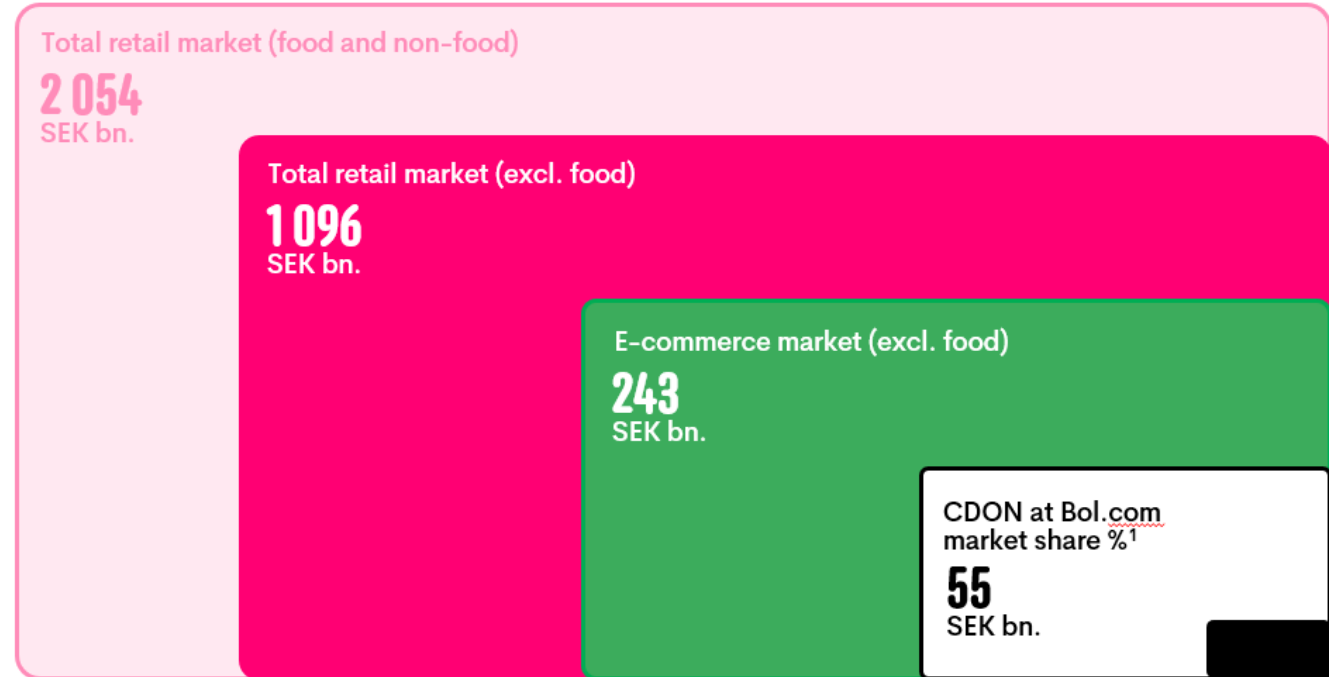 Total retail market (food and non-food)
2 054
SEK bn.
Total retail market (excl. food)
1 096
SEK bn.
E-commerce market (excl. food)
243
SEK bn.
CDON at Bol.com
market share %¹
55
SEK bn.